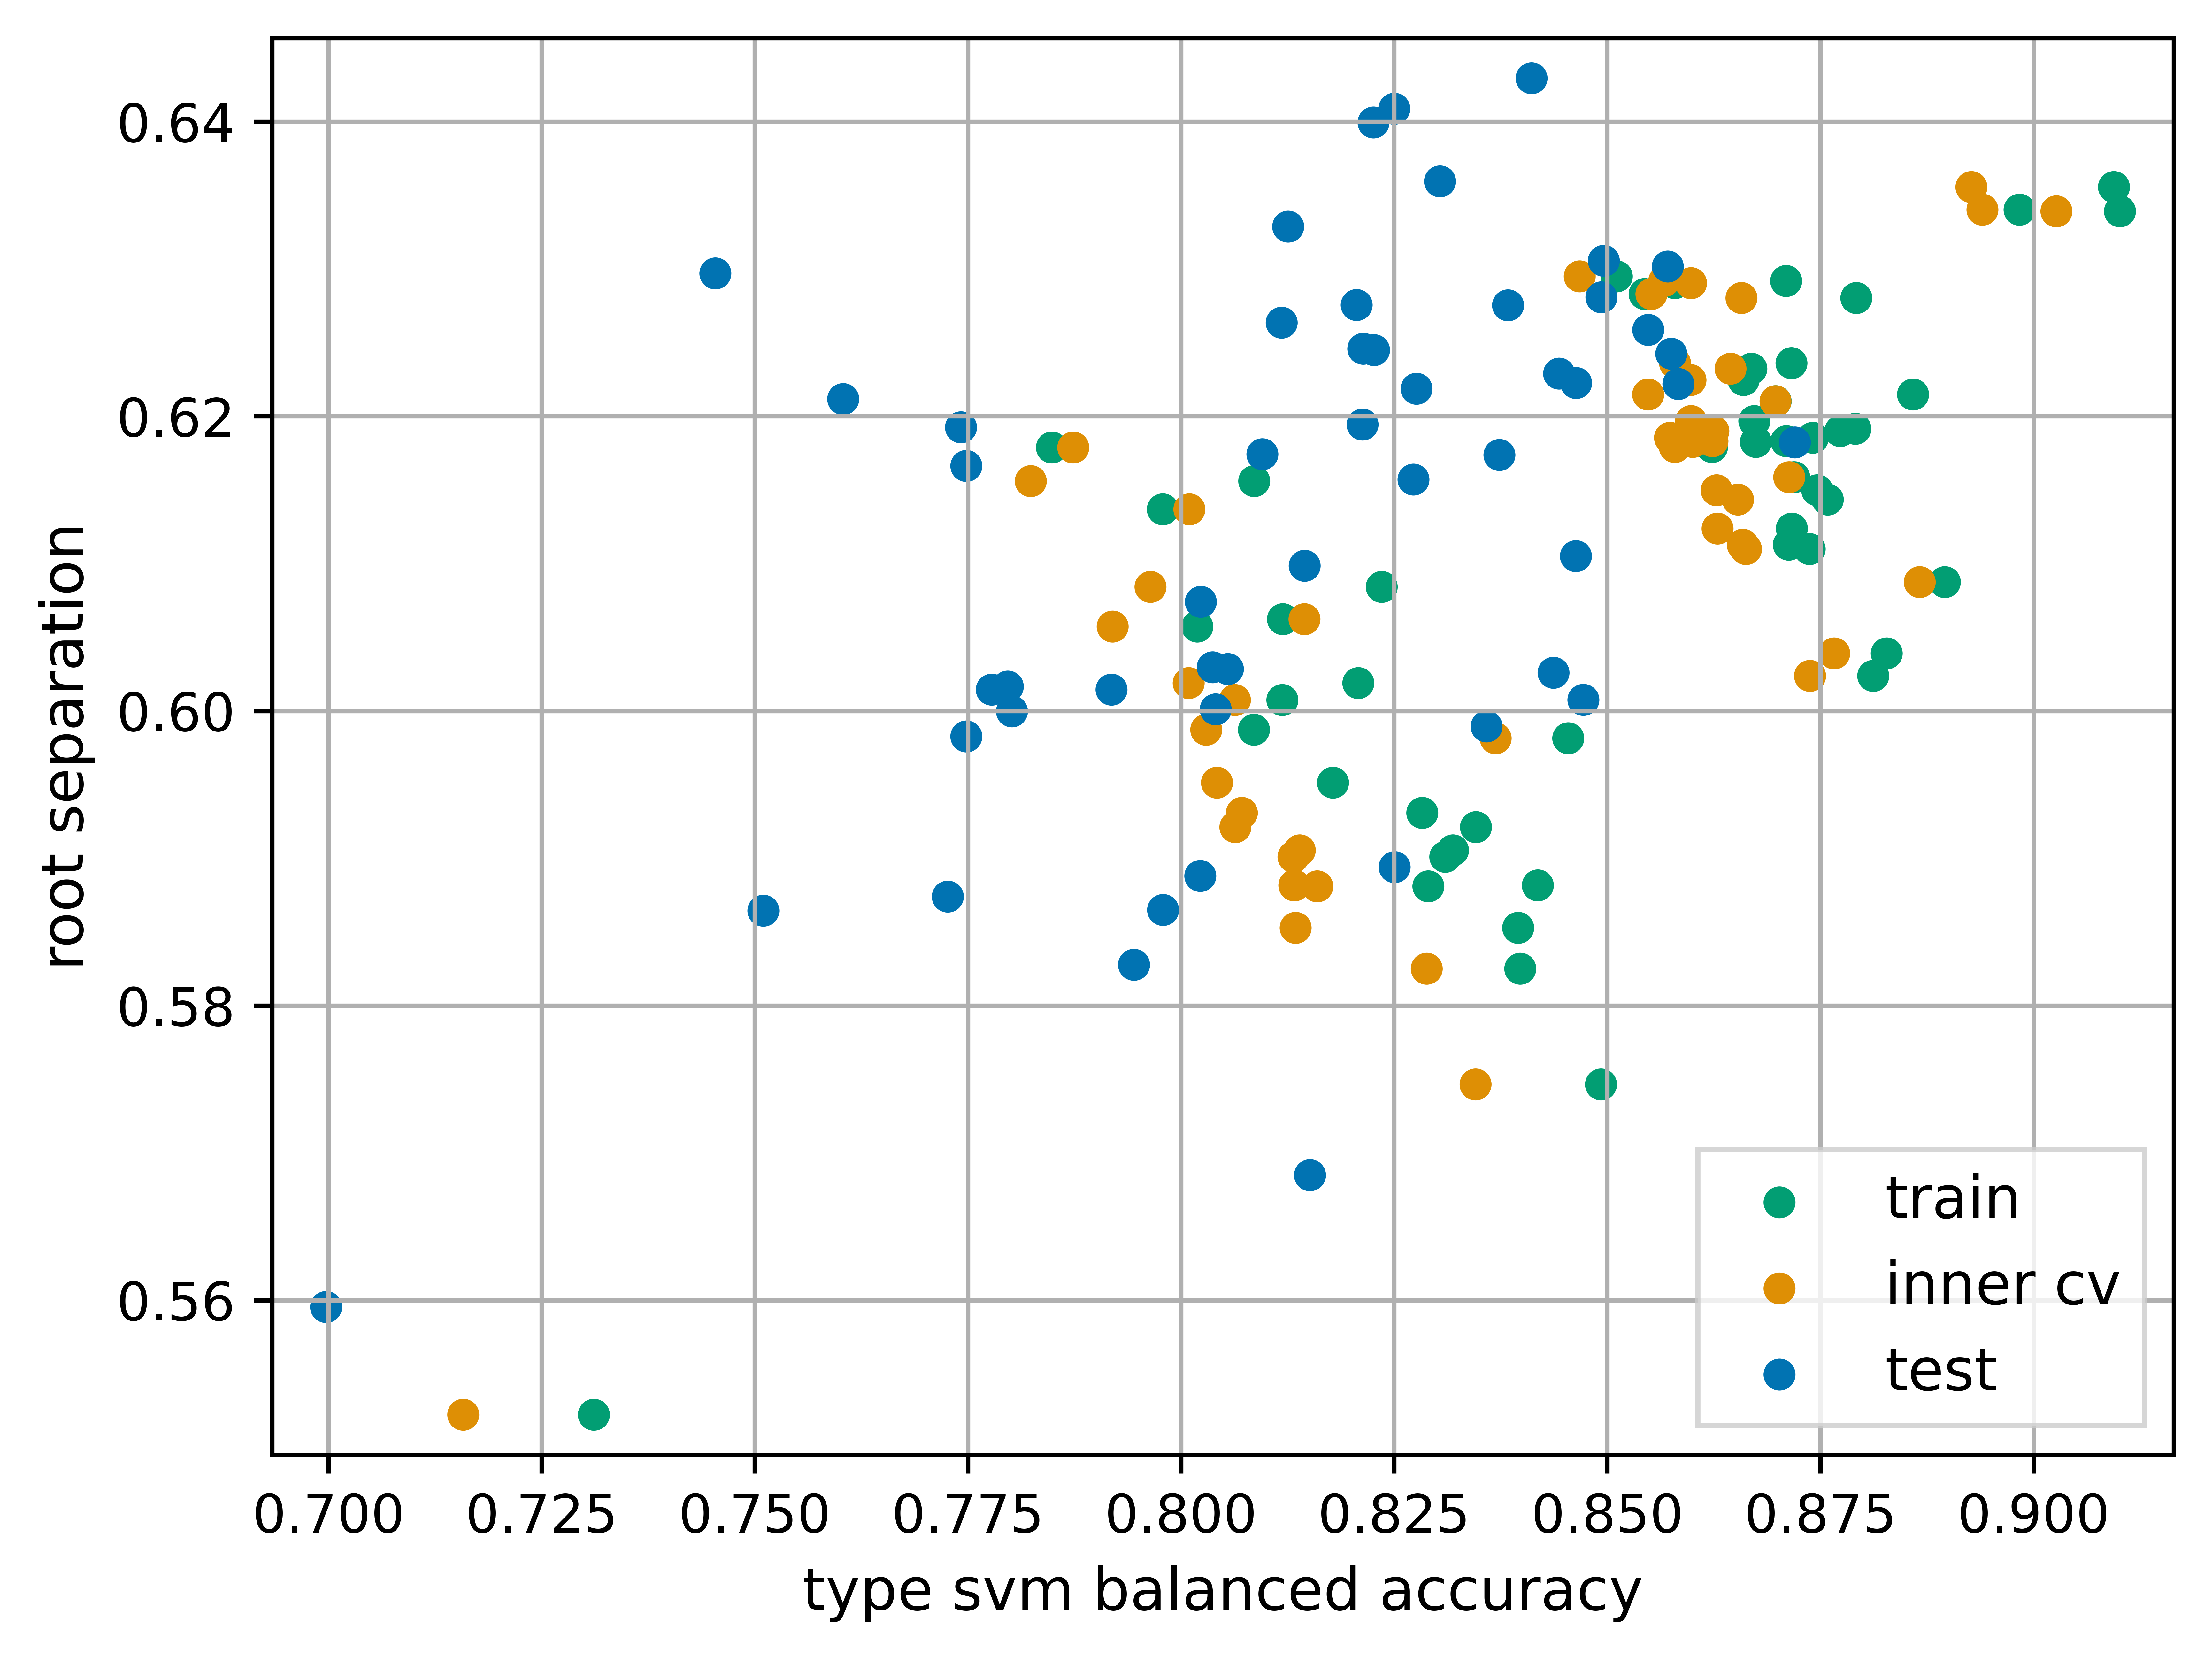 0.64
0.62
0.60
0.58
0.56
root separation
0.700 0.725 0.750 0.775 0.800 0.825 0.850 0.875 0.900
type svm balanced accuracy
train
inner cv
test